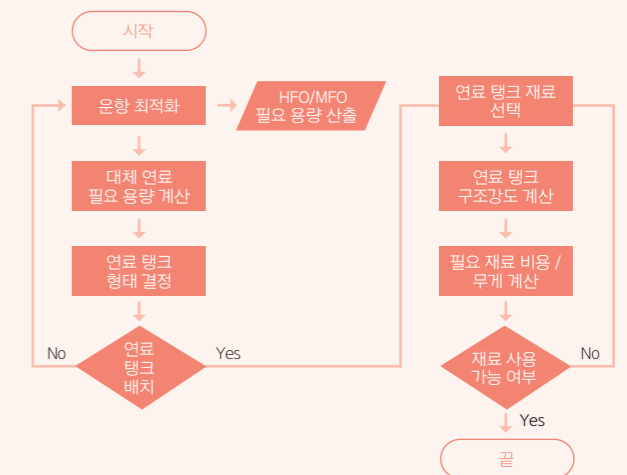 시작
운항 최적화
HFO/MFO
필요 용량 산출
대체 연료
필요 용량 계산
연료 탱크
형태 결정
연료
탱크
배치
No
Yes
연료 탱크 재료
선택
연료 탱크
구조강도 계산
필요 재료 비용 /
무게 계산
재료 사용
가능 여부
No
Yes
끝